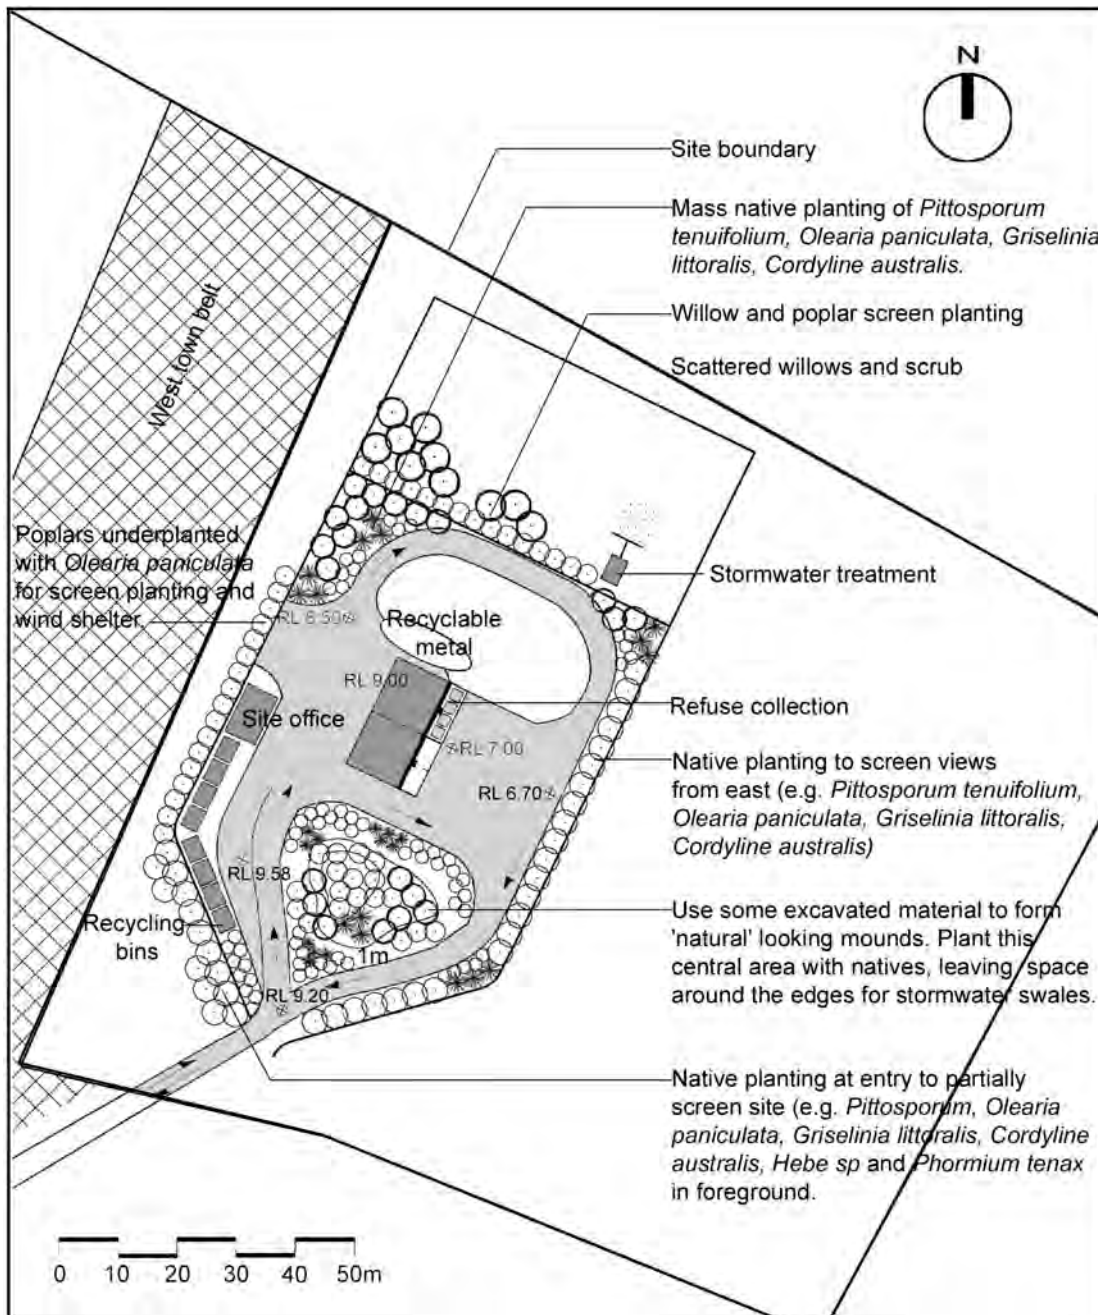 N
Site boundary
Mass native planting of Pittosporum
tenuifolium, Olearia paniculata, Griselinia
littoralis, Cordyline australis.
Willow and poplar screen planting
Scattered willows and scrub
West town belt
Poplars underplanted
with Olearia paniculata
for screen planting and
wind shelter.
Stormwater treatment
RL 8.50
Recyclable
metal
RL 9.00
Site office
Refuse collection
RL 7.00
Native planting to screen views
from east (e.g. Pittosporum tenuifolium,
Olearia paniculata, Griselinia littoralis,
Cordyline australis)
RL 6.70
RL 9.58
Recycling
bins
1m
Use some excavated material to form
'natural' looking mounds. Plant this
central area with natives, leaving space
around the edges for stormwater swales.
RL 9.20
Native planting at entry to partially
screen site (e.g. Pittosporum, Olearia
paniculata, Griselinia littoralis, Cordyline
australis, Hebe sp and Phormium tenax
in foreground.
0 10 20 30 40 50m